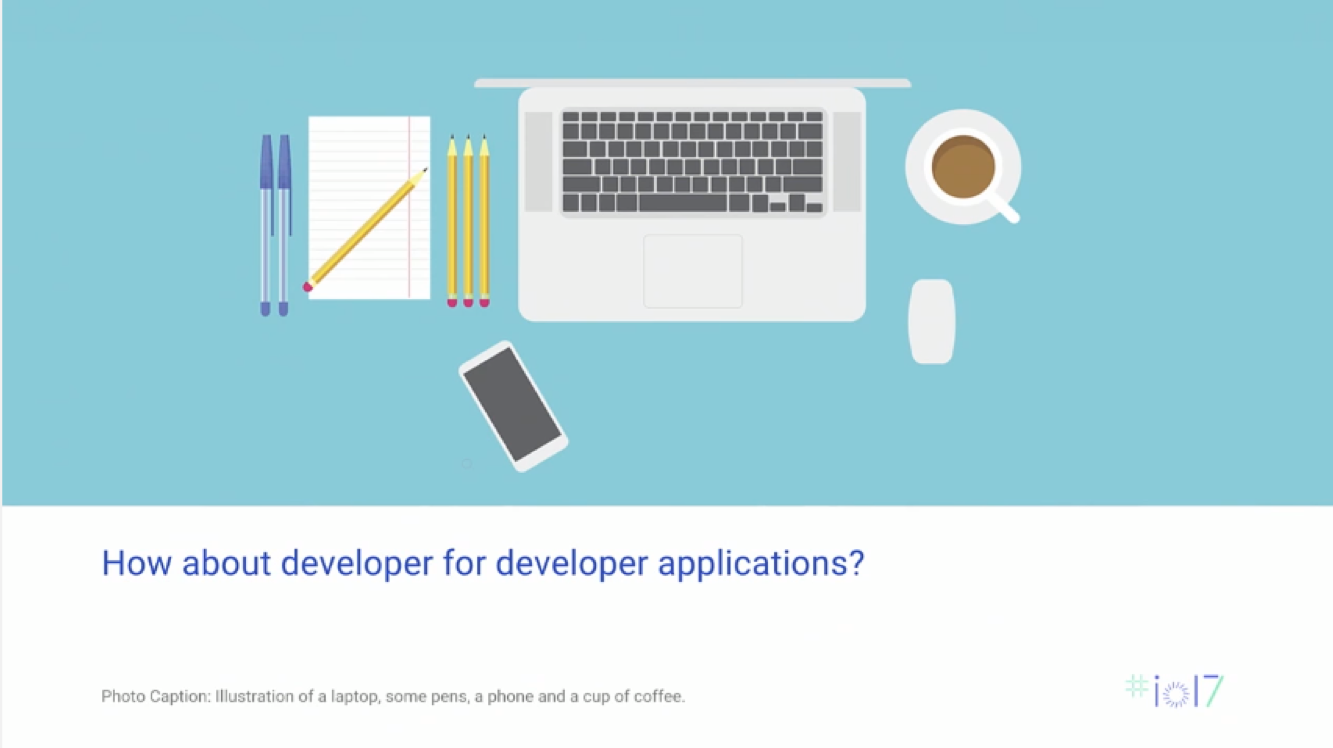 How about developer for developer applications?
Photo Caption: Illustration of a laptop, some pens, a phone and a cup of coffee.
#io17